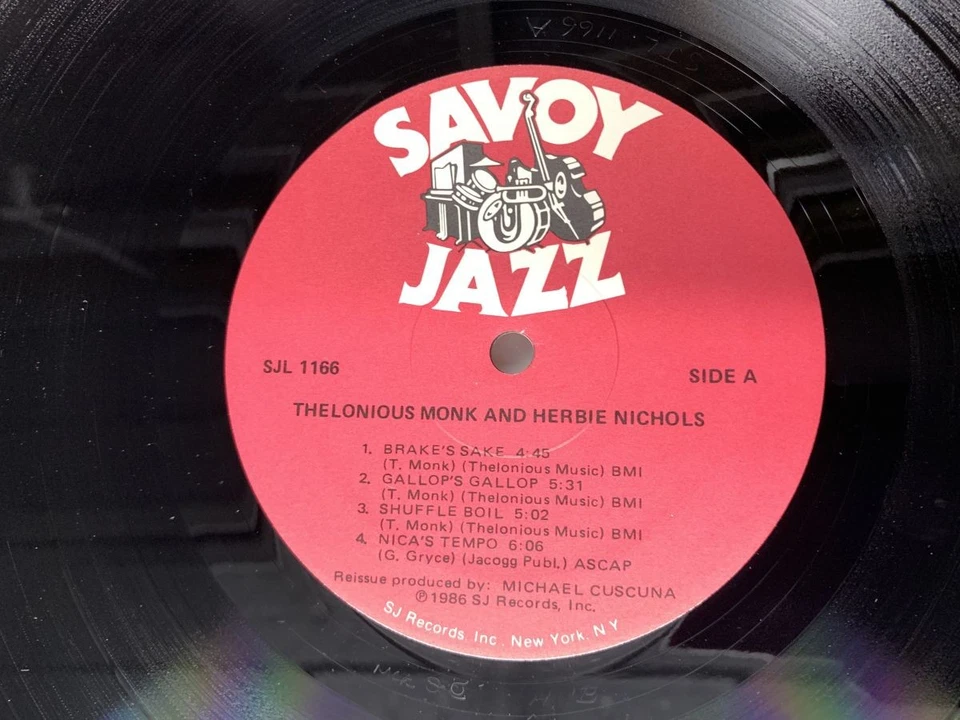 SAVOY
JAZZ
SJL 1166
SIDE A
THELONIOUS MONK AND HERBIE NICHOLS
1. BRAKE'S SAKE 4:45
(T. Monk) (Thelonious Music) BMI
2. GALLOP'S GALLOP 5:31
(T. Monk) (Thelonious Music) BMI
3. SHUFFLE BOIL 5:02
(T. Monk) (Thelonious Music) BMI
4. NICA'S TEMPO 6:06
(G. Gryce) (Jacogg Publ.) ASCAP
Reissue produced by: MICHAEL CUSCUNA
℗1986 SJ Records, Inc.
SJ Records, Inc., New York, N.Y.